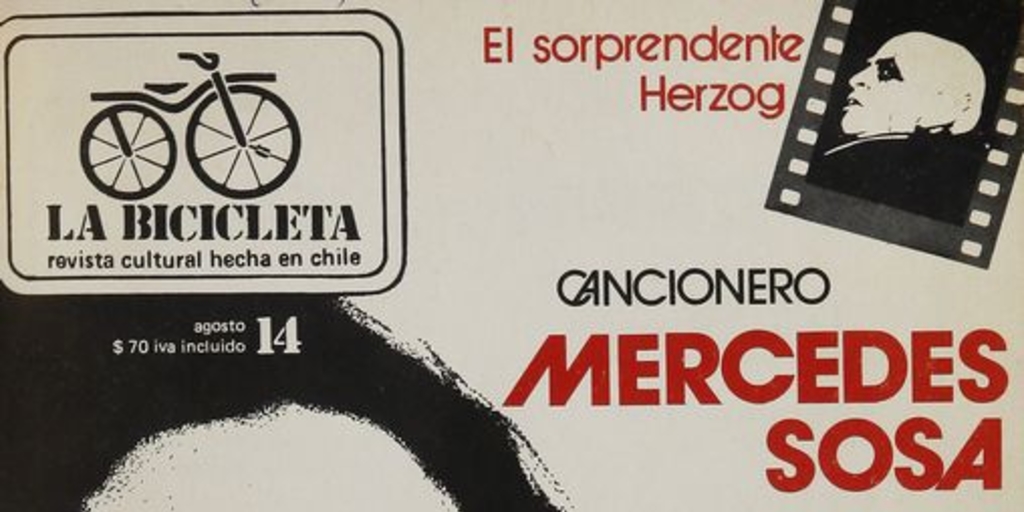 LA BICICLETA
revista cultural hecha en chile
agosto 14
$ 70 iva incluido
El sorprendente
Herzog
CANCIONERO
MERCEDES
SOSA